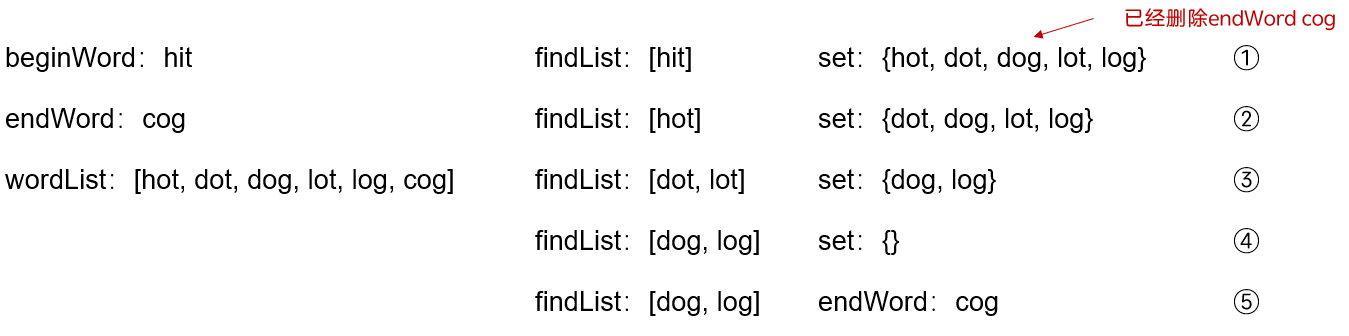 已经删除endWord cog
beginWord：hit findList：[hit] set：{hot, dot, dog, lot, log} ①
endWord：cog findList：[hot] set：{dot, dog, lot, log} ②
wordList：[hot, dot, dog, lot, log, cog] findList：[dot, lot] set：{dog, log} ③
findList：[dog, log] set：{} ④
findList：[dog, log] endWord：cog ⑤